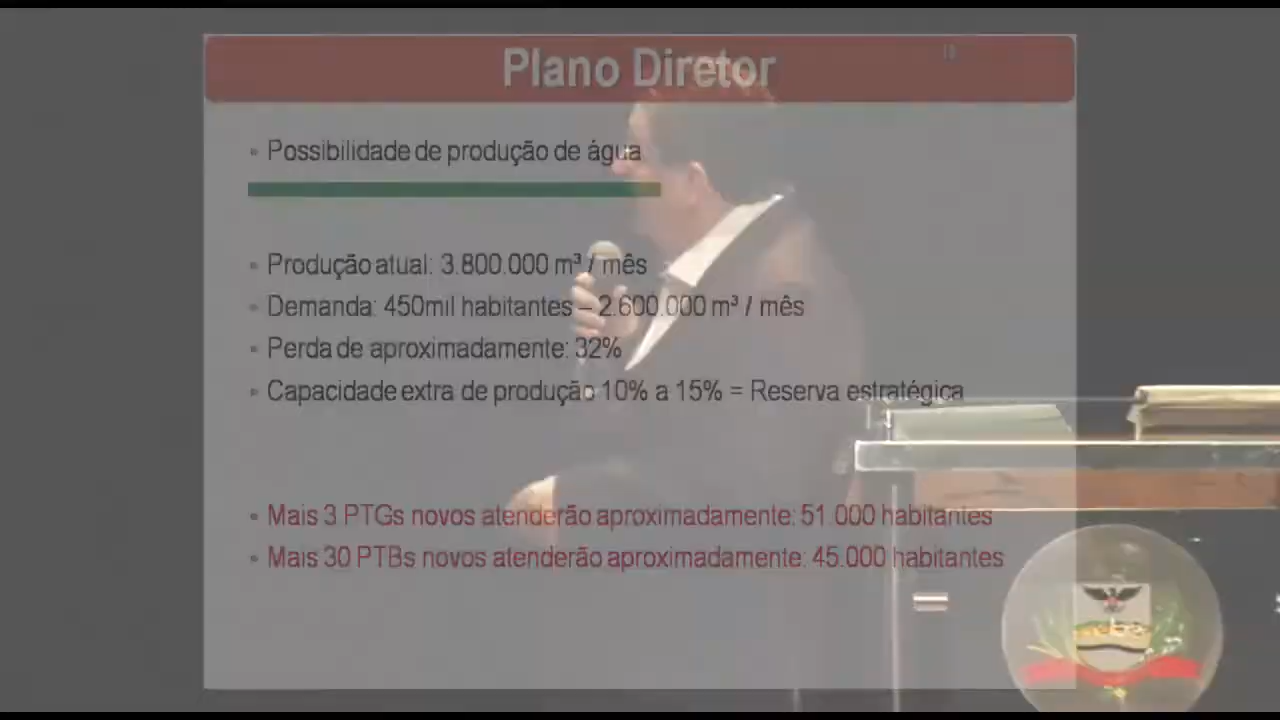 Plano Diretor
Possibilidade de produção de água
Produção atual: 3.800.000 m³ / mês
Demanda: 450mil habitantes – 2.600.000 m³ / mês
Perda de aproximadamente: 32%
Capacidade extra de produção 10% a 15% = Reserva estratégica
Mais 3 PTGs novos atenderão aproximadamente: 51.000 habitantes
Mais 30 PTBs novos atenderão aproximadamente: 45.000 habitantes